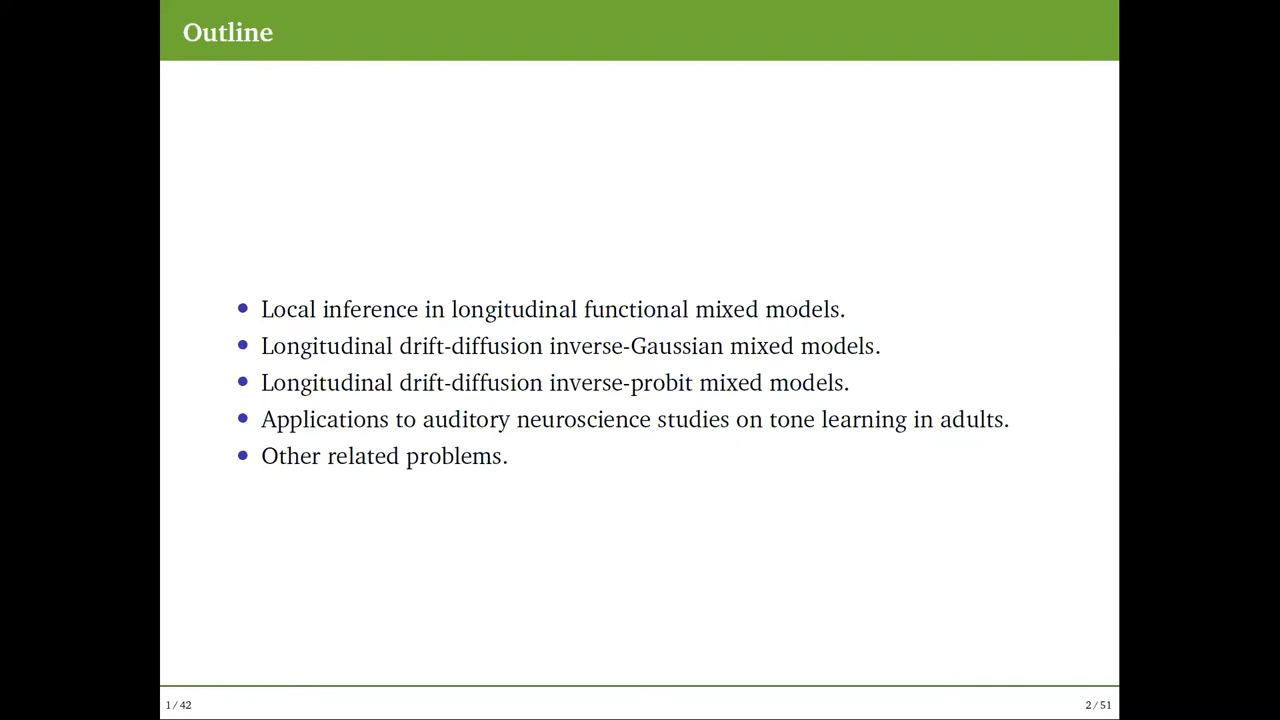 Outline
• Local inference in longitudinal functional mixed models.
• Longitudinal drift-diffusion inverse-Gaussian mixed models.
• Longitudinal drift-diffusion inverse-probit mixed models.
• Applications to auditory neuroscience studies on tone learning in adults.
• Other related problems.
1 / 42
2 / 51